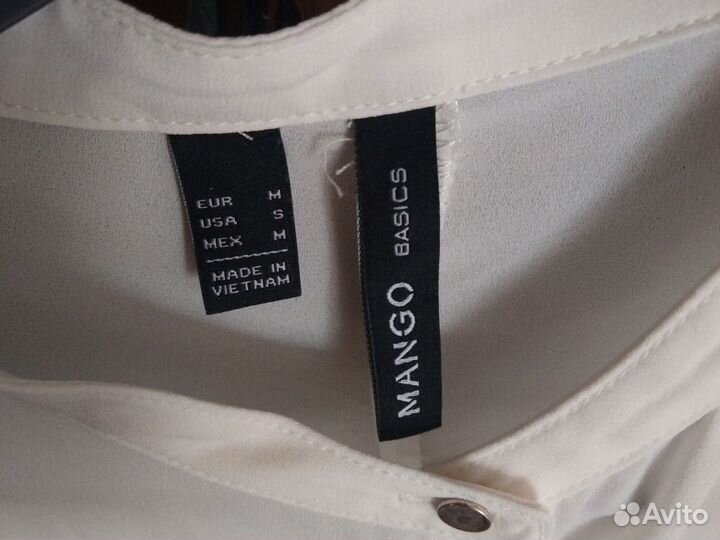 EUR M
USA S
MEX M
MADE IN
VIETNAM
MANGO BASICS
Avito